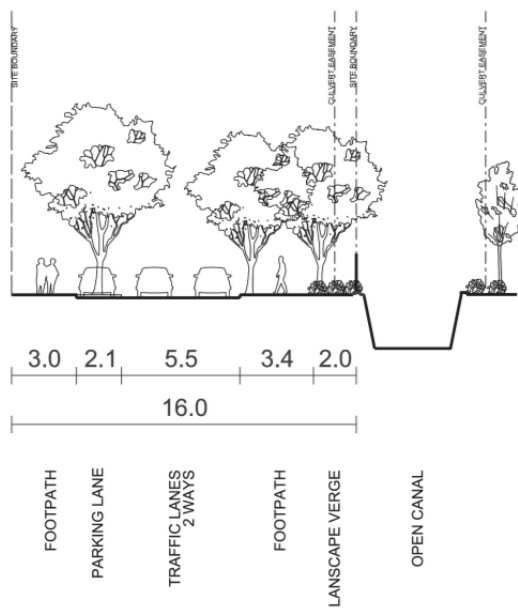 SITE BOUNDARY
CULVERT EASEMENT
SITE BOUNDARY
CULVERT EASEMENT
3.0
2.1
5.5
3.4
2.0
16.0
FOOTPATH
PARKING LANE
TRAFFIC LANES
2 WAYS
FOOTPATH
LANSCAPE VERGE
OPEN CANAL